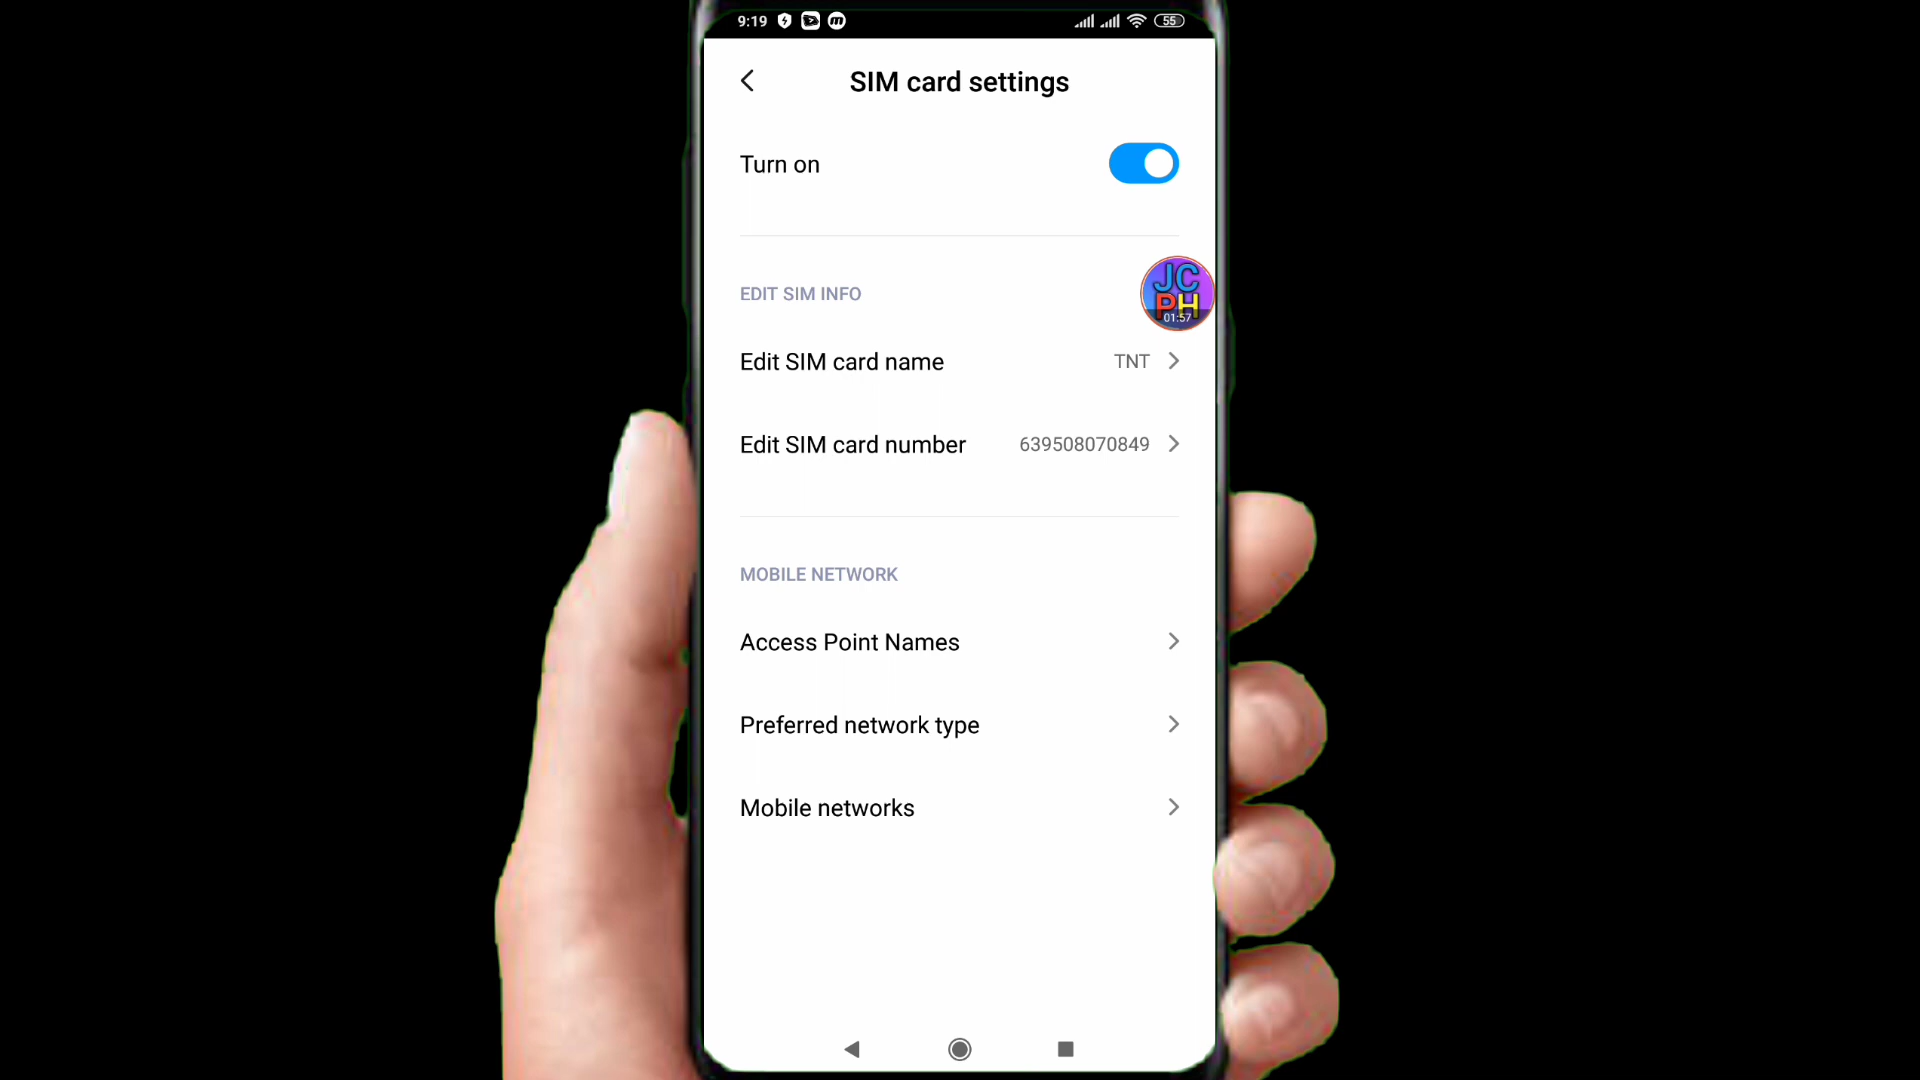 9:19 m 55
SIM card settings
Turn on
EDIT SIM INFO
JC
PH
01:57
Edit SIM card name TNT
Edit SIM card number 639508070849
MOBILE NETWORK
Access Point Names
Preferred network type
Mobile networks